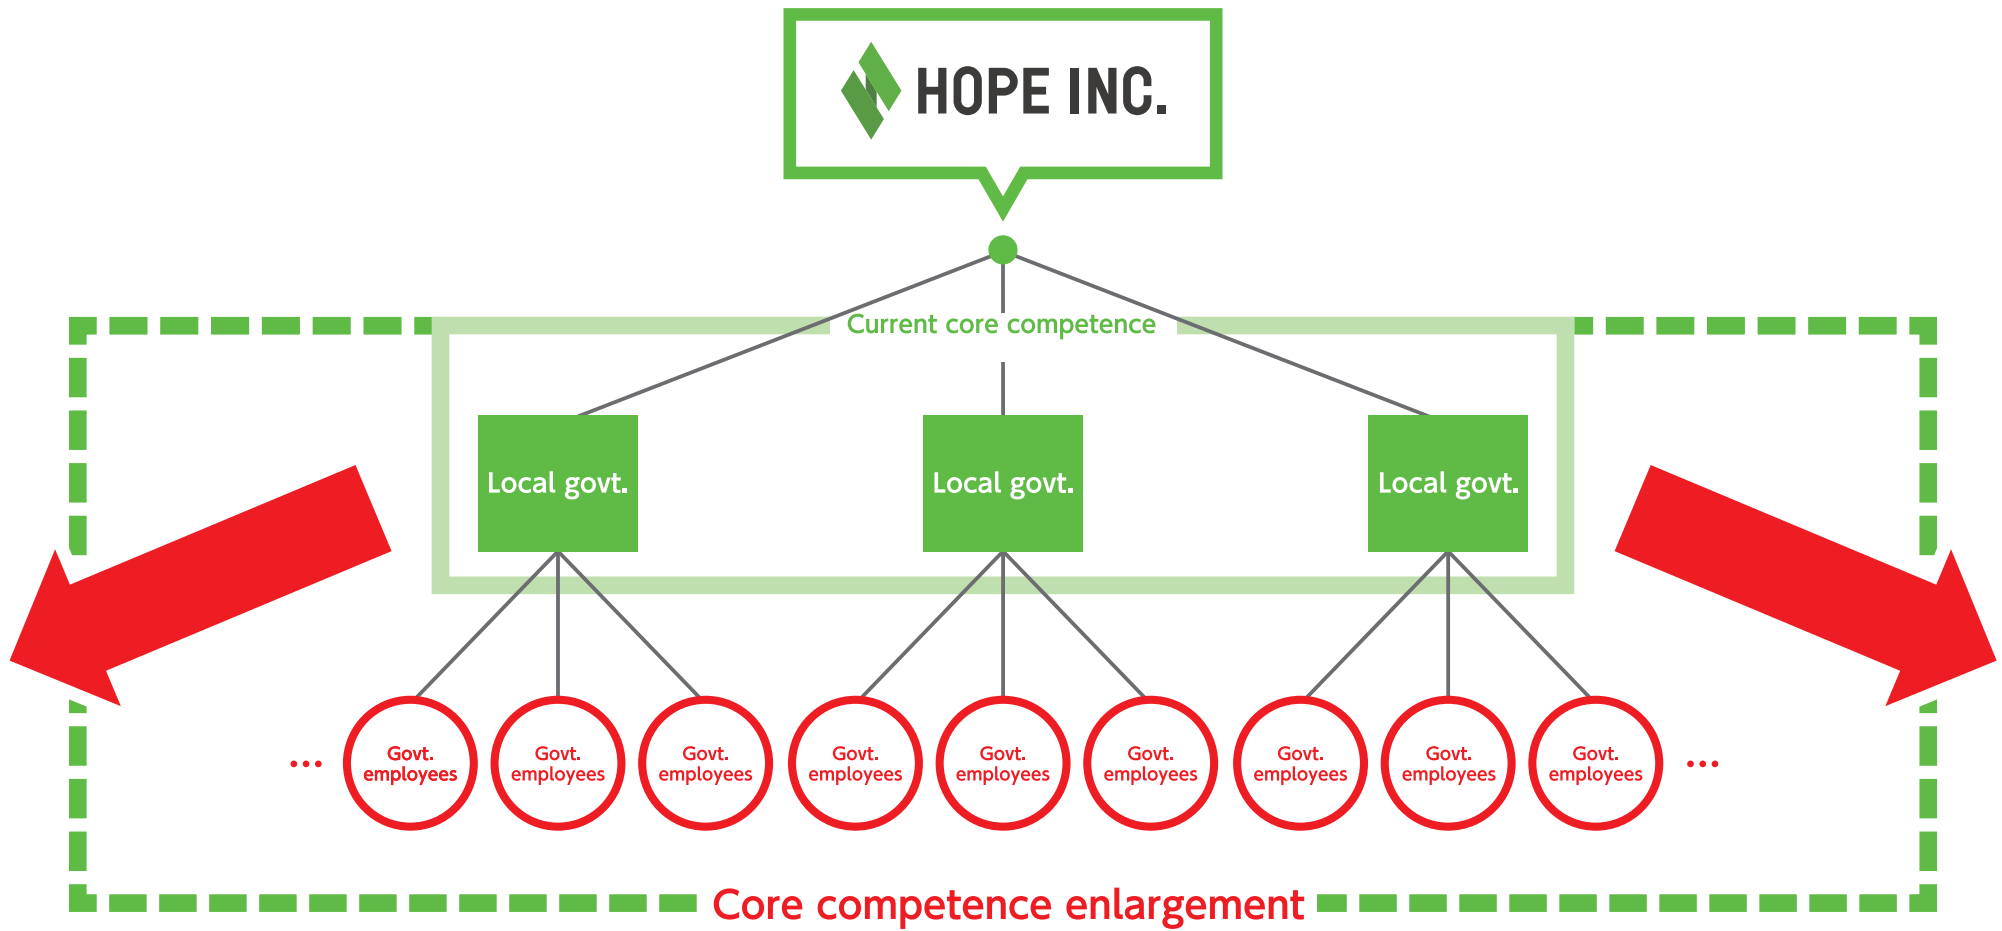 HOPE INC.
Current core competence
Local govt.
Local govt.
Local govt.
... Govt.
employees
Govt.
employees
Govt.
employees
Govt.
employees
Govt.
employees
Govt.
employees
Govt.
employees
Govt.
employees
Govt.
employees
...
Core competence enlargement